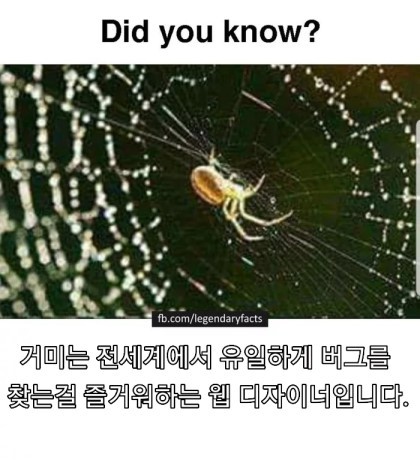 Did you know?
fb.com/legendaryfacts
거미는 전세계에서 유일하게 버그를
찾는걸 즐거워하는 웹 디자이너입니다.